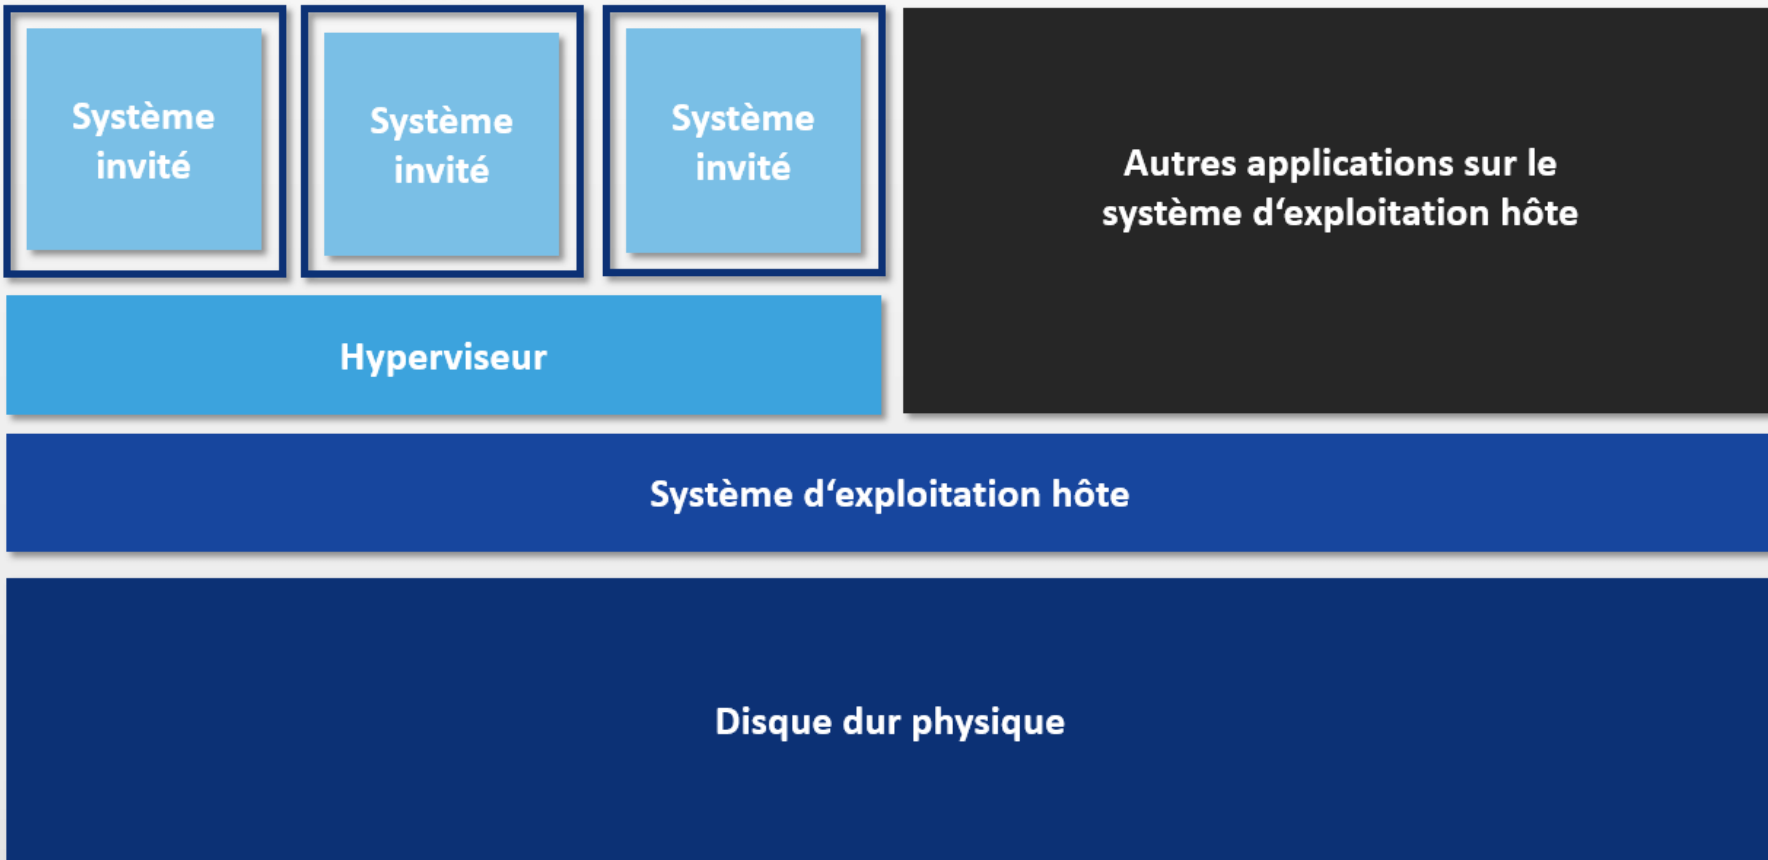 Système
invité
Système
invité
Système
invité
Autres applications sur le
système d‘exploitation hôte
Hyperviseur
Système d‘exploitation hôte
Disque dur physique